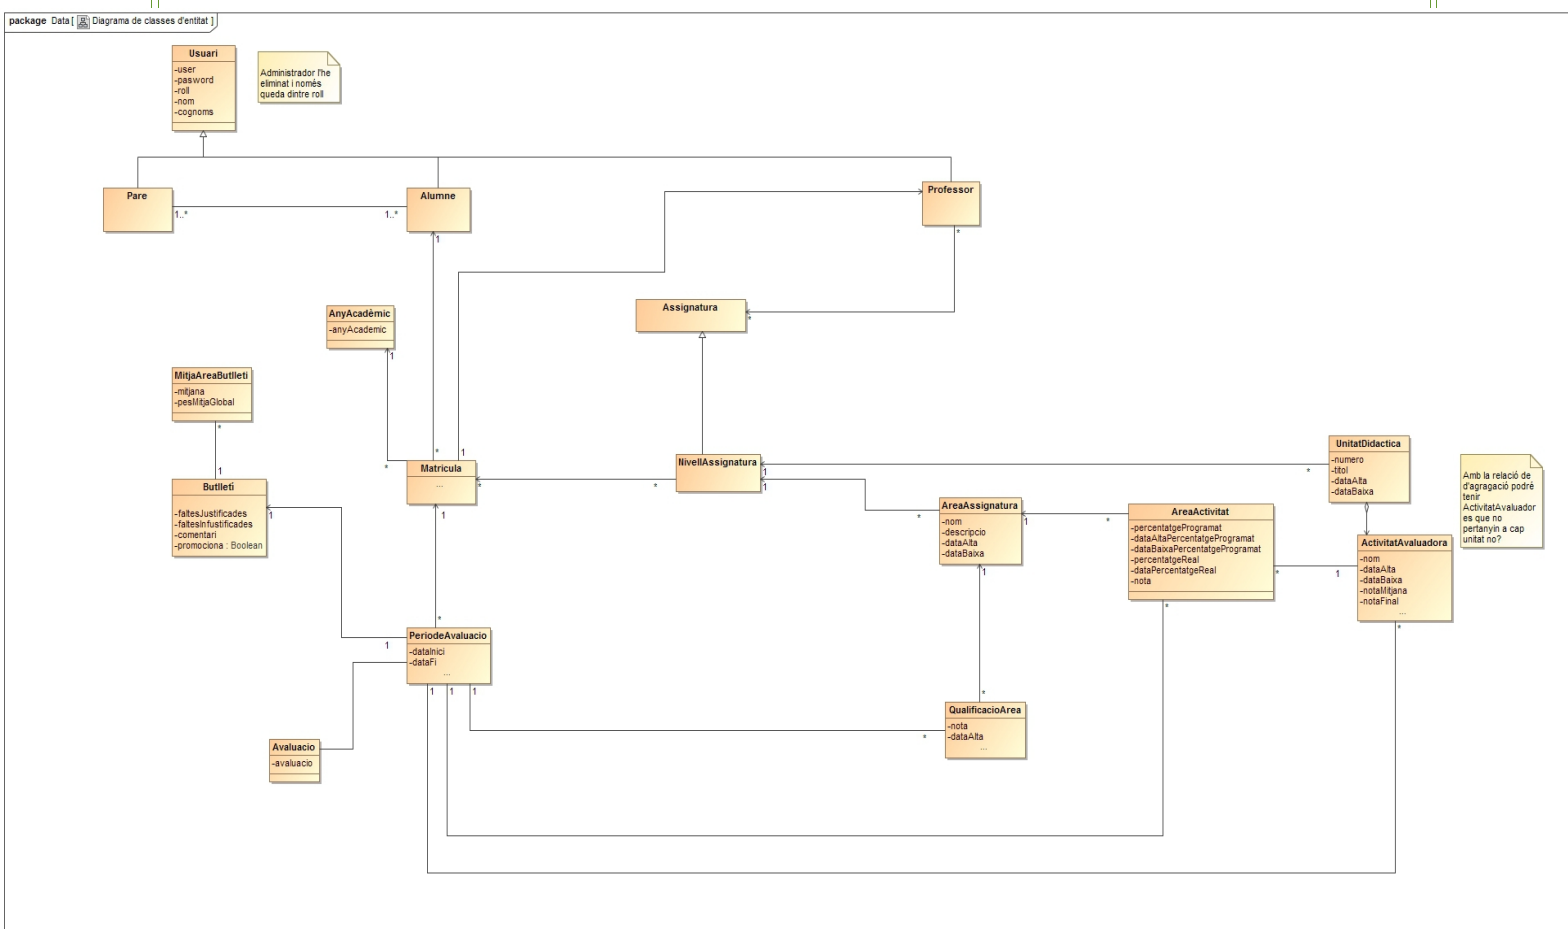 package Data [ Diagrama de classes d'entitat ]
Usuari
-user
-pasword
-roll
-nom
-cognoms
Administrador l'he
eliminat i només
queda dintre roll
Pare
1..*
1..*
Alumne
1
Professor
*
Assignatura
*
AnyAcadèmic
-anyAcademic
1
MitjaAreaButlleti
-mitjana
-pesMitjaGlobal
*
1
Butlletí
-faltesJustificades
-faltesInfustificades
-comentari
-promociona : Boolean
1
*
*
1
Matricula
...
*
1
*
NivellAssignatura
1
1
*
UnitatDidactica
-numero
-titol
-dataAlta
-dataBaixa
Amb la relació de
d'agragació podré
tenir
ActivitatAvaluador
es que no
pertanyin a cap
unitat no?
*
AreaAssignatura
-nom
-descripcio
-dataAlta
-dataBaixa
1
1
*
AreaActivitat
-percentatgeProgramat
-dataAltaPercentatgeProgramat
-dataBaixaPercentatgeProgramat
-percentatgeReal
-dataPercentatgeReal
-nota
*
*
1
ActivitatAvaluadora
-nom
-dataAlta
-dataBaixa
-notaMitjana
-notaFinal
...
*
*
1
PeriodeAvaluacio
-dataInici
-dataFi
...
1
1
1
*
*
QualificacioArea
-nota
-dataAlta
...
Avaluacio
-avaluacio